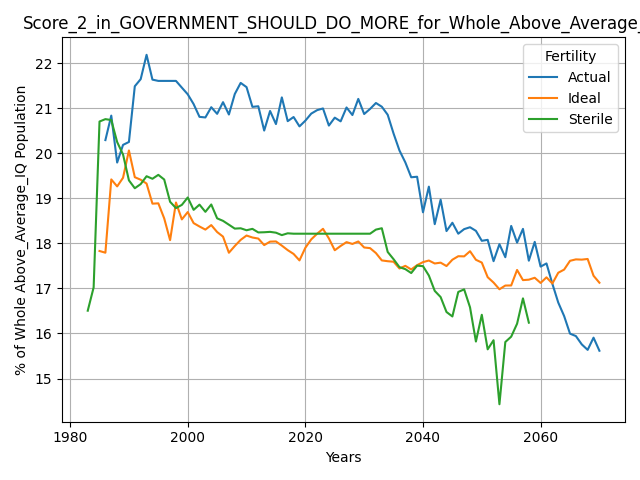 Score_2_in_GOVERNMENT_SHOULD_DO_MORE_for_Whole_Above_Average_
Fertility
Actual
Ideal
Sterile
% of Whole Above_Average_IQ Population
22
21
20
19
18
17
16
15
1980
2000
2020
2040
2060
Years